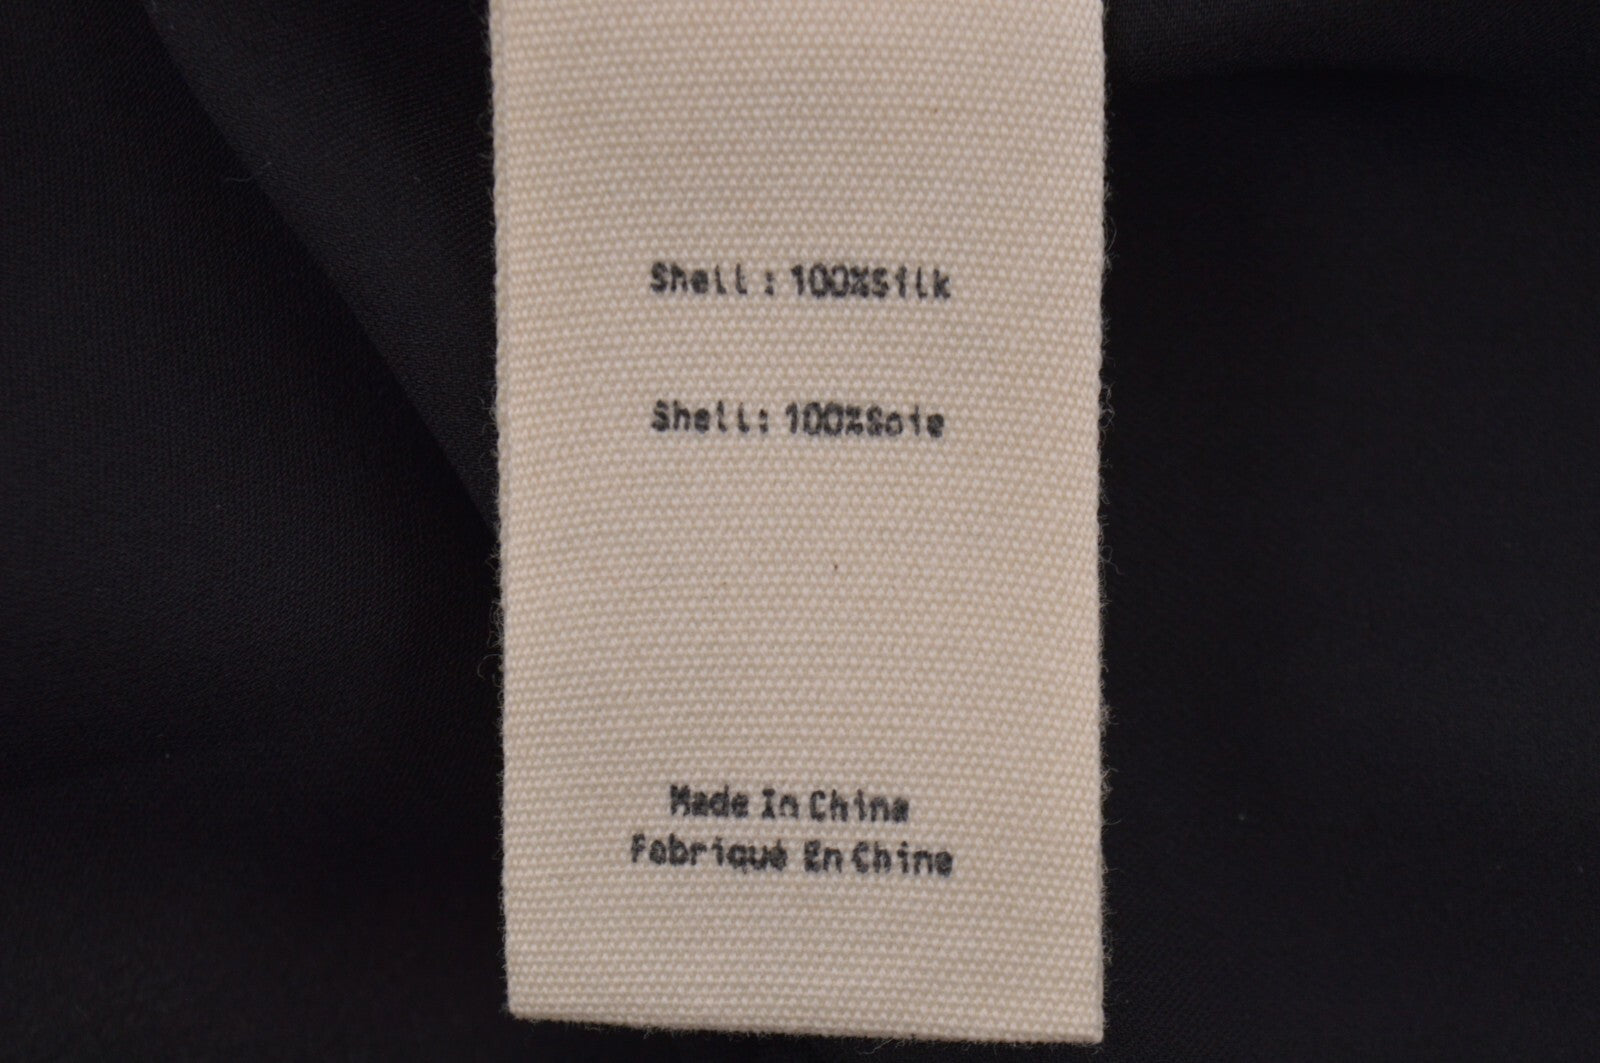 Shell: 100%Silk
Shell: 100%Soie
Made In China
Fabriqué En Chine